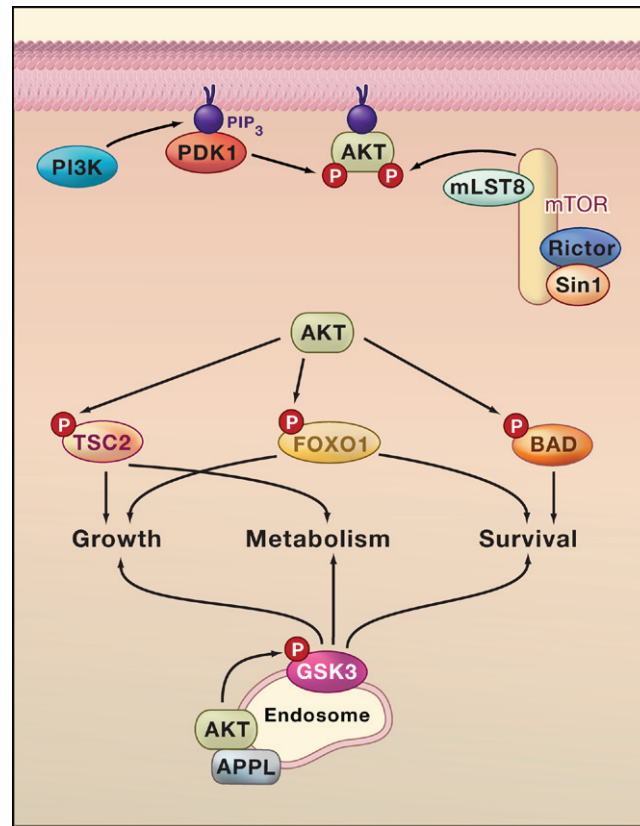 PIP3
PI3K
PDK1
AKT
P
P
mLST8
mTOR
Rictor
Sin1
AKT
P
TSC2
P
FOXO1
P
BAD
Growth
Metabolism
Survival
P
GSK3
Endosome
AKT
APPL